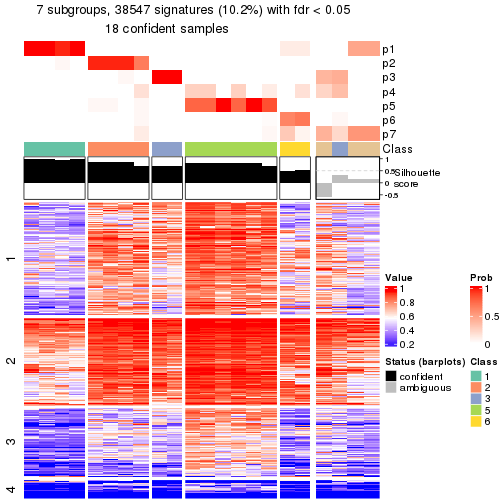 7 subgroups, 38547 signatures (10.2%) with fdr < 0.05
18 confident samples
p1
p2
p3
p4
p5
p6
p7
Class
1
0.5
0
-0.5
Silhouette
score
1
2
3
4
Value
1
0.8
0.6
0.4
0.2
Prob
1
0.5
0
Status (barplots)
confident
ambiguous
Class
1
2
3
4
5
6